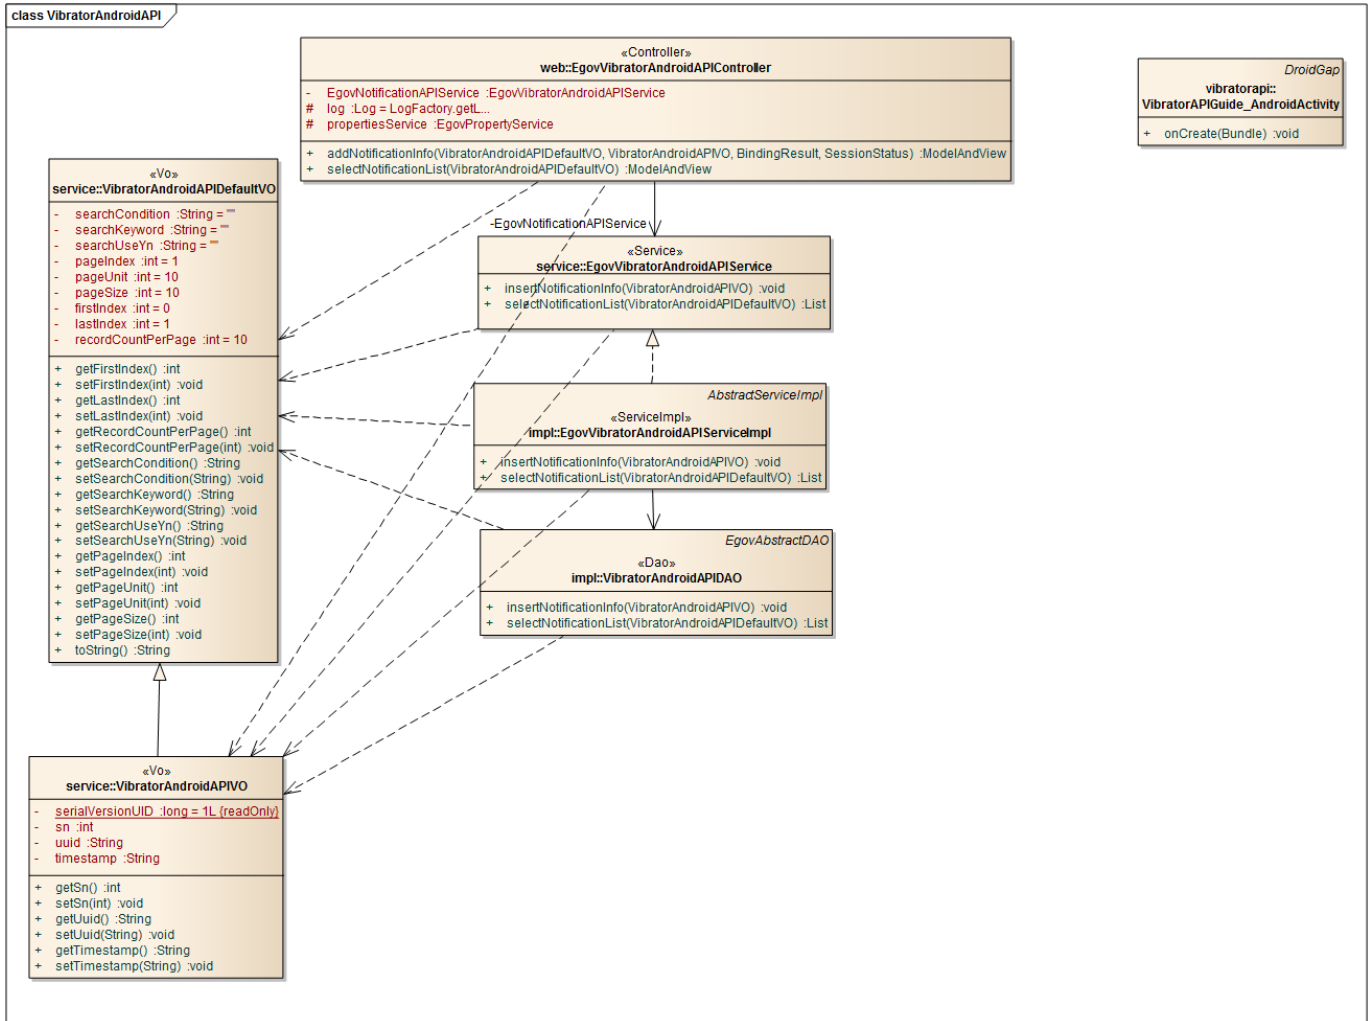 class VibratorAndroidAPI
«Controller»
web::EgovVibratorAndroidAPIController
- EgovNotificationAPIService :EgovVibratorAndroidAPIService
# log :Log = LogFactory.getL...
# propertiesService :EgovPropertyService
+ addNotificationInfo(VibratorAndroidAPIDefaultVO, VibratorAndroidAPIVO, BindingResult, SessionStatus) :ModelAndView
+ selectNotificationList(VibratorAndroidAPIDefaultVO) :ModelAndView
DroidGap
vibratorapi::
VibratorAPIGuide_AndroidActivity
+ onCreate(Bundle) :void
«Vo»
service::VibratorAndroidAPIDefaultVO
- searchCondition :String = ""
- searchKeyword :String = ""
- searchUseYn :String = ""
- pageIndex :int = 1
- pageUnit :int = 10
- pageSize :int = 10
- firstIndex :int = 0
- lastIndex :int = 1
- recordCountPerPage :int = 10
+ getFirstIndex() :int
+ setFirstIndex(int) :void
+ getLastIndex() :int
+ setLastIndex(int) :void
+ getRecordCountPerPage() :int
+ setRecordCountPerPage(int) :void
+ getSearchCondition() :String
+ setSearchCondition(String) :void
+ getSearchKeyword() :String
+ setSearchKeyword(String) :void
+ getSearchUseYn() :String
+ setSearchUseYn(String) :void
+ getPageIndex() :int
+ setPageIndex(int) :void
+ getPageUnit() :int
+ setPageUnit(int) :void
+ getPageSize() :int
+ setPageSize(int) :void
+ toString() :String
-EgovNotificationAPIService
«Service»
service::EgovVibratorAndroidAPIService
+ insertNotificationInfo(VibratorAndroidAPIVO) :void
+ selectNotificationList(VibratorAndroidAPIDefaultVO) :List
AbstractServiceImpl
«ServiceImpl»
impl::EgovVibratorAndroidAPIServiceImpl
+ insertNotificationInfo(VibratorAndroidAPIVO) :void
+ selectNotificationList(VibratorAndroidAPIDefaultVO) :List
EgovAbstractDAO
«Dao»
impl::VibratorAndroidAPIDAO
+ insertNotificationInfo(VibratorAndroidAPIVO) :void
+ selectNotificationList(VibratorAndroidAPIDefaultVO) :List
«Vo»
service::VibratorAndroidAPIVO
- serialVersionUID :long = 1L {readOnly}
- sn :int
- uuid :String
- timestamp :String
+ getSn() :int
+ setSn(int) :void
+ getUuid() :String
+ setUuid(String) :void
+ getTimestamp() :String
+ setTimestamp(String) :void